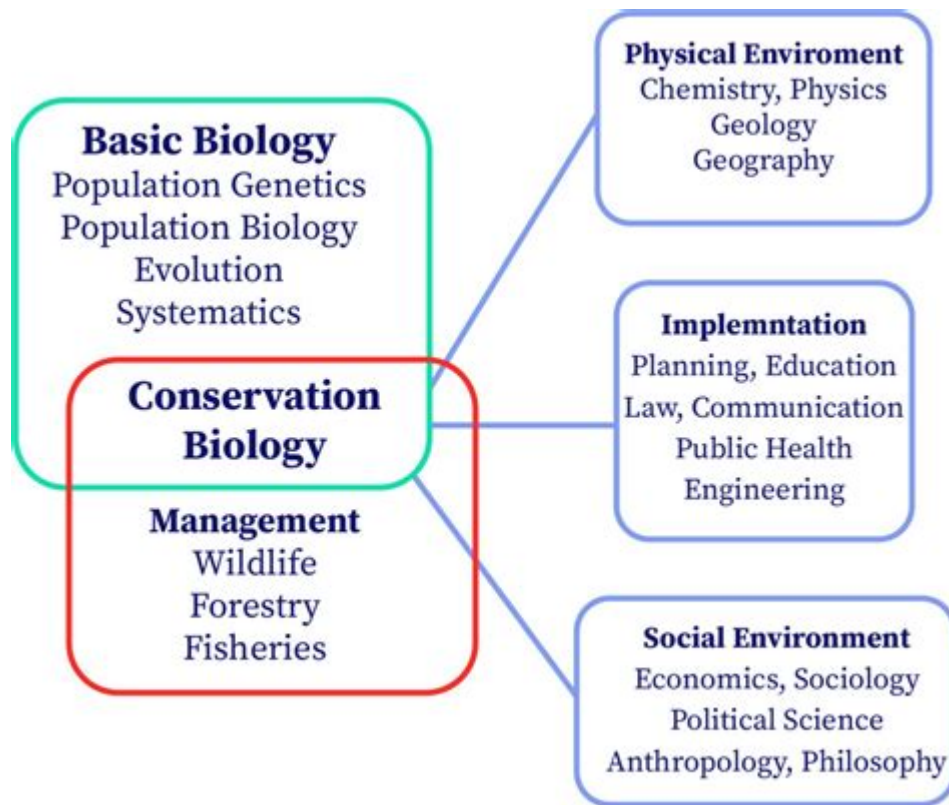 Basic Biology
Population Genetics
Population Biology
Evolution
Systematics
Conservation
Biology
Management
Wildlife
Forestry
Fisheries
Physical Enviroment
Chemistry, Physics
Geology
Geography
Implemntation
Planning, Education
Law, Communication
Public Health
Engineering
Social Environment
Economics, Sociology
Political Science
Anthropology, Philosophy